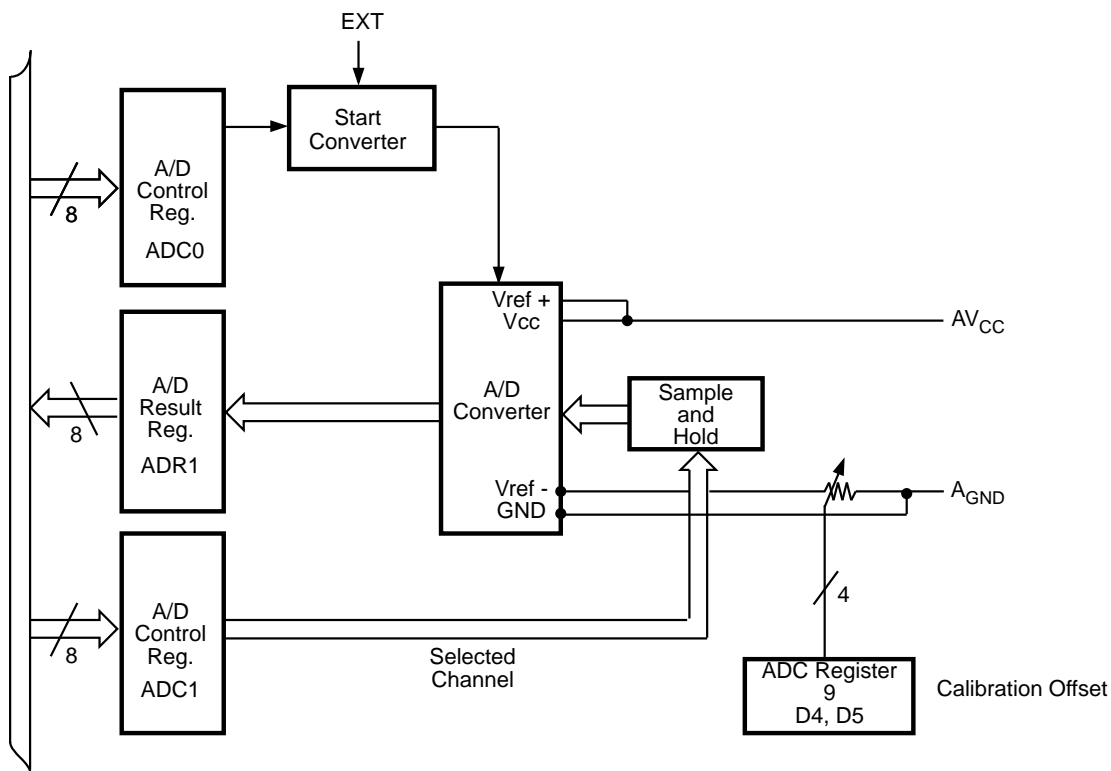 EXT
Start
Converter
A/D
Control
Reg.
ADC0
8
Vref +
Vcc
AVCC
A/D
Converter
Sample
and
Hold
A/D
Result
Reg.
ADR1
8
Vref -
GND
AGND
4
A/D
Control
Reg.
ADC1
8
Selected
Channel
ADC Register
9
D4, D5
Calibration Offset